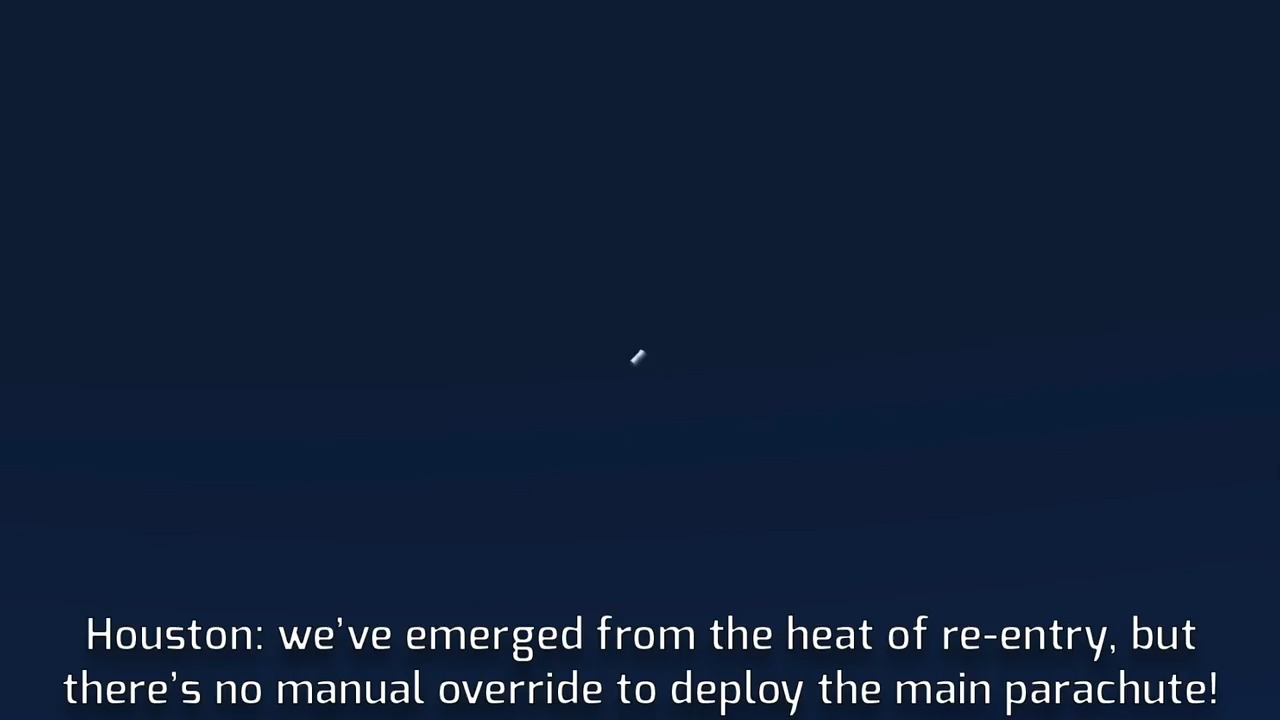 Houston: we’ve emerged from the heat of re-entry, but
there’s no manual override to deploy the main parachute!